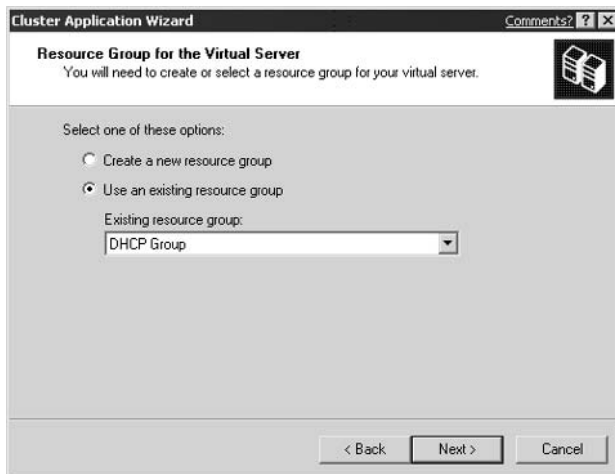 Cluster Application Wizard
Comments? ? X
Resource Group for the Virtual Server
You will need to create or select a resource group for your virtual server.
Select one of these options:
Create a new resource group
Use an existing resource group
Existing resource group:
DHCP Group
< Back Next > Cancel